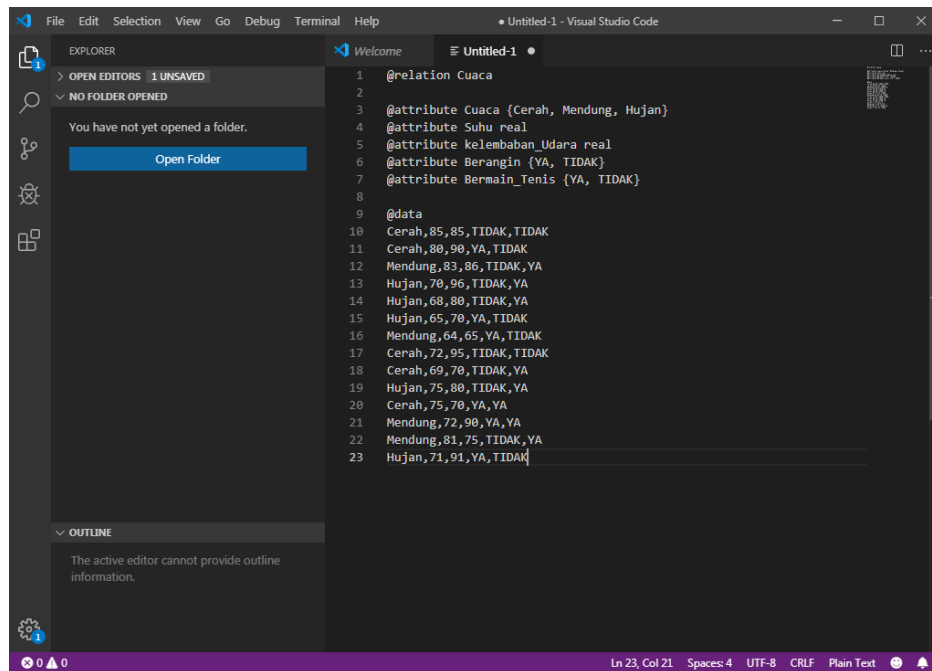 File Edit Selection View Go Debug Terminal Help
● Untitled-1 - Visual Studio Code
EXPLORER
OPEN EDITORS 1 UNSAVED
NO FOLDER OPENED
You have not yet opened a folder.
Open Folder
OUTLINE
The active editor cannot provide outline
information.
1
1
Welcome
Untitled-1 ●
1 @relation Cuaca
2
3 @attribute Cuaca {Cerah, Mendung, Hujan}
4 @attribute Suhu real
5 @attribute kelembaban_Udara real
6 @attribute Berangin {YA, TIDAK}
7 @attribute Bermain_Tenis {YA, TIDAK}
8
9 @data
10 Cerah,85,85,TIDAK,TIDAK
11 Cerah,80,90,YA,TIDAK
12 Mendung,83,86,TIDAK,YA
13 Hujan,70,96,TIDAK,YA
14 Hujan,68,80,TIDAK,YA
15 Hujan,65,70,YA,TIDAK
16 Mendung,64,65,YA,TIDAK
17 Cerah,72,95,TIDAK,TIDAK
18 Cerah,69,70,TIDAK,YA
19 Hujan,75,80,TIDAK,YA
20 Cerah,75,70,YA,YA
21 Mendung,72,90,YA,YA
22 Mendung,81,75,TIDAK,YA
23 Hujan,71,91,YA,TIDAK
0 0
Ln 23, Col 21 Spaces: 4 UTF-8 CRLF Plain Text